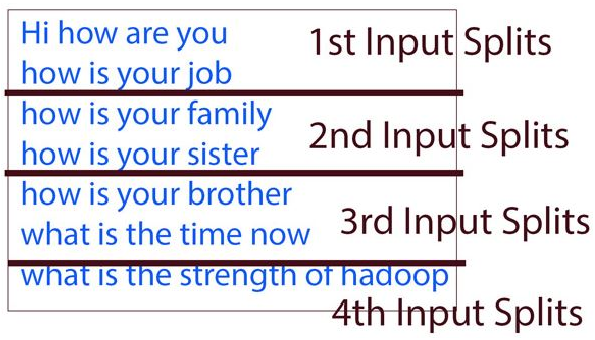 Hi how are you
how is your job
1st Input Splits
how is your family
how is your sister
2nd Input Splits
how is your brother
what is the time now
3rd Input Splits
what is the strength of hadoop
4th Input Splits